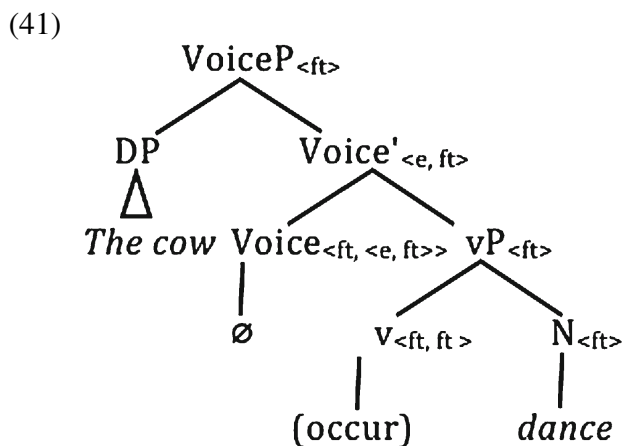 (41)
VoiceP<ft>
DP Voice'<e, ft>
The cow Voice<ft, <e, ft>> vP<ft>
ø v<ft, ft > N<ft>
(occur) dance